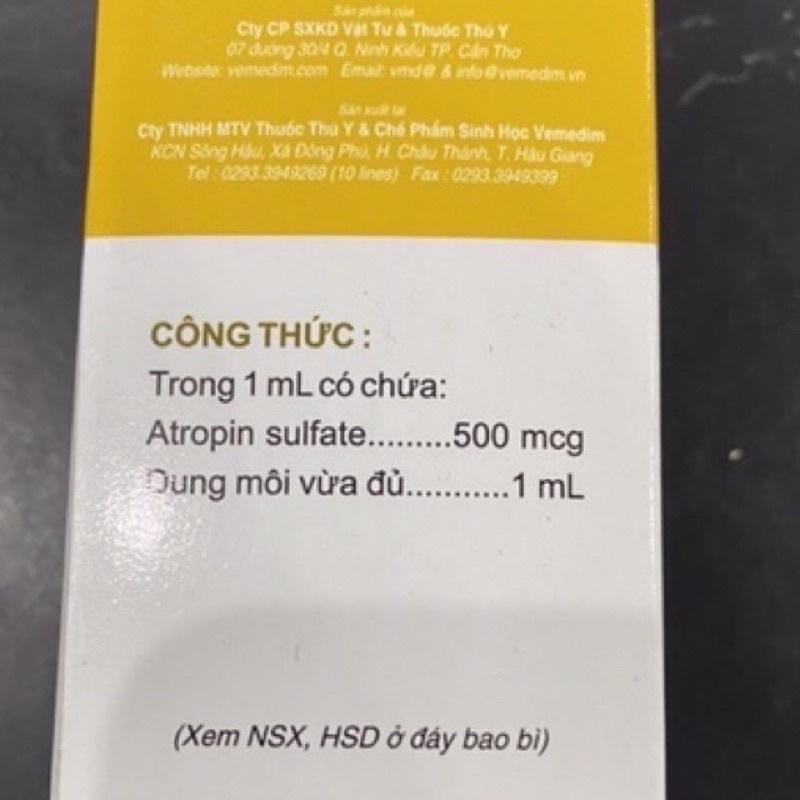 Sản phẩm của
Cty CP SXKD Vật Tư & Thuốc Thú Y
07 đường 30/4 Q. Ninh Kiều TP. Cần Thơ
Website: vemedim.com Email: vmd@ & info@vemedim.vn
Sản xuất tại
Cty TNHH MTV Thuốc Thú Y & Chế Phẩm Sinh Học Vemedim
KCN Sông Hậu, Xã Đông Phú, H. Châu Thành, T. Hậu Giang
Tel : 0293.3949269 (10 lines) Fax : 0293.3949399
CÔNG THỨC :
Trong 1 mL có chứa:
Atropin sulfate.........500 mcg
Dung môi vừa đủ...........1 mL
(Xem NSX, HSD ở đáy bao bì)